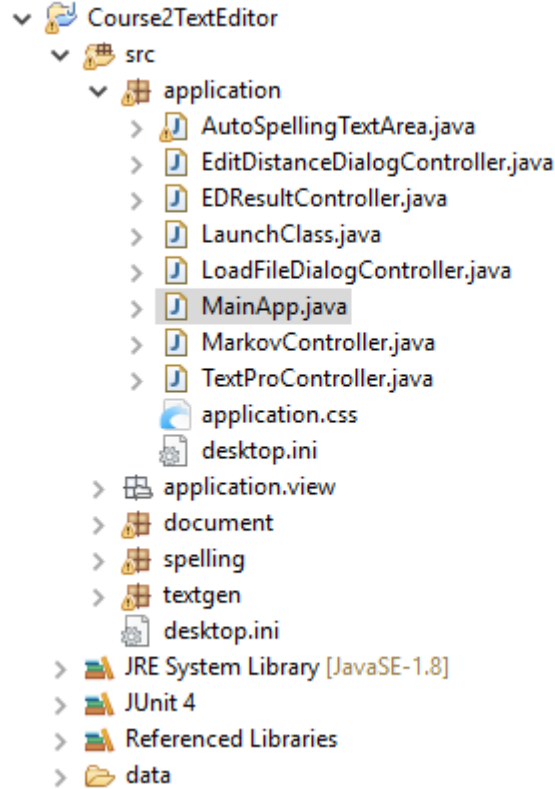 Course2TextEditor
src
application
AutoSpellingTextArea.java
EditDistanceDialogController.java
EDResultController.java
LaunchClass.java
LoadFileDialogController.java
MainApp.java
MarkovController.java
TextProController.java
application.css
desktop.ini
application.view
document
spelling
textgen
desktop.ini
JRE System Library [JavaSE-1.8]
JUnit 4
Referenced Libraries
data